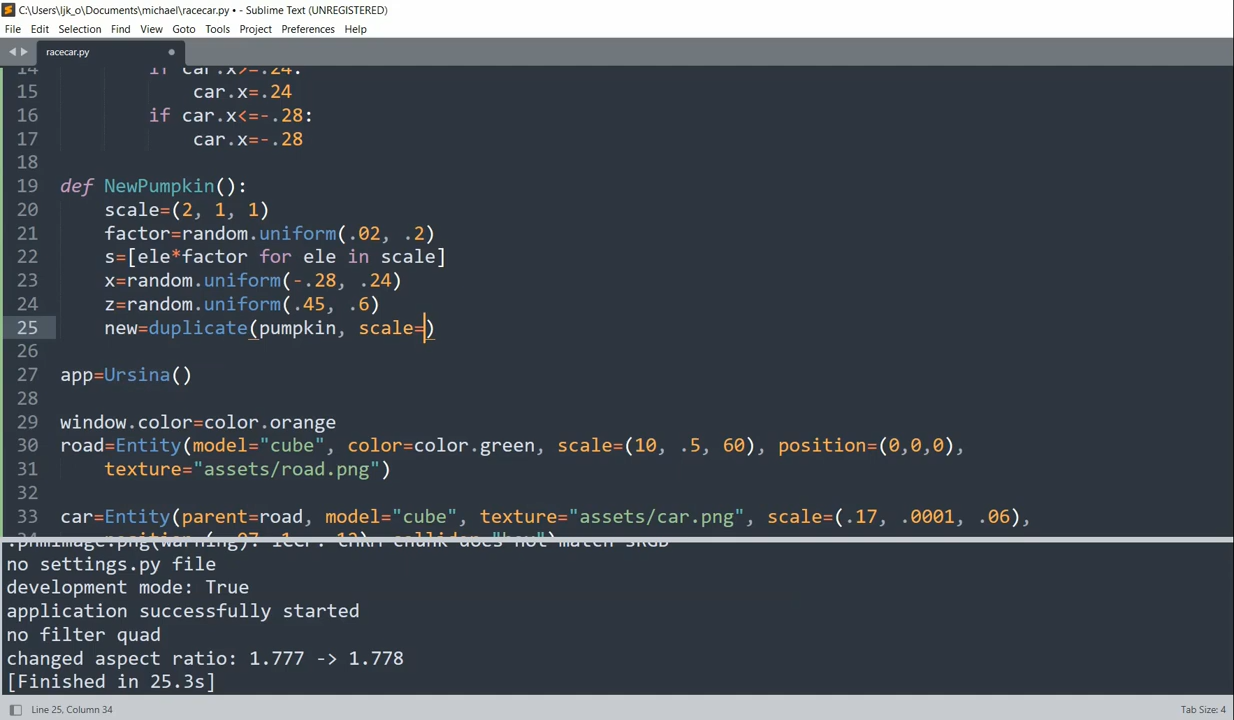 C:\Users\ljk_o\Documents\michael\racecar.py • - Sublime Text (UNREGISTERED)
File Edit Selection Find View Goto Tools Project Preferences Help
racecar.py
14 if car.x>=.24:
15 car.x=.24
16 if car.x<=-.28:
17 car.x=-.28
18
19 def NewPumpkin():
20 scale=(2, 1, 1)
21 factor=random.uniform(.02, .2)
22 s=[ele*factor for ele in scale]
23 x=random.uniform(-.28, .24)
24 z=random.uniform(.45, .6)
25 new=duplicate(pumpkin, scale=)
26
27 app=Ursina()
28
29 window.color=color.orange
30 road=Entity(model="cube", color=color.green, scale=(10, .5, 60), position=(0,0,0),
31 texture="assets/road.png")
32
33 car=Entity(parent=road, model="cube", texture="assets/car.png", scale=(.17, .0001, .06),
no settings.py file
development mode: True
application successfully started
no filter quad
changed aspect ratio: 1.777 -> 1.778
[Finished in 25.3s]
Line 25, Column 34
Tab Size: 4